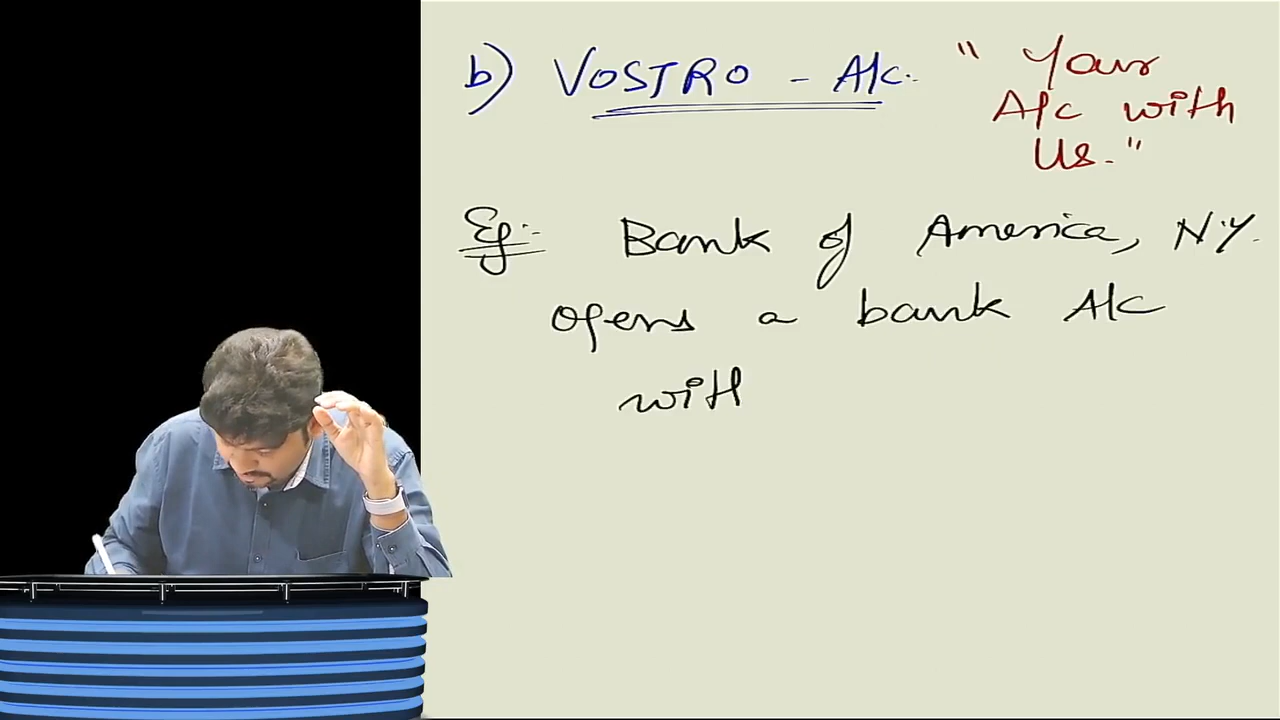 b) VOSTRO - A/c. " Your
A/c with
Us. "
Eg:- Bank of America, N.Y.
opens a bank A/c
with